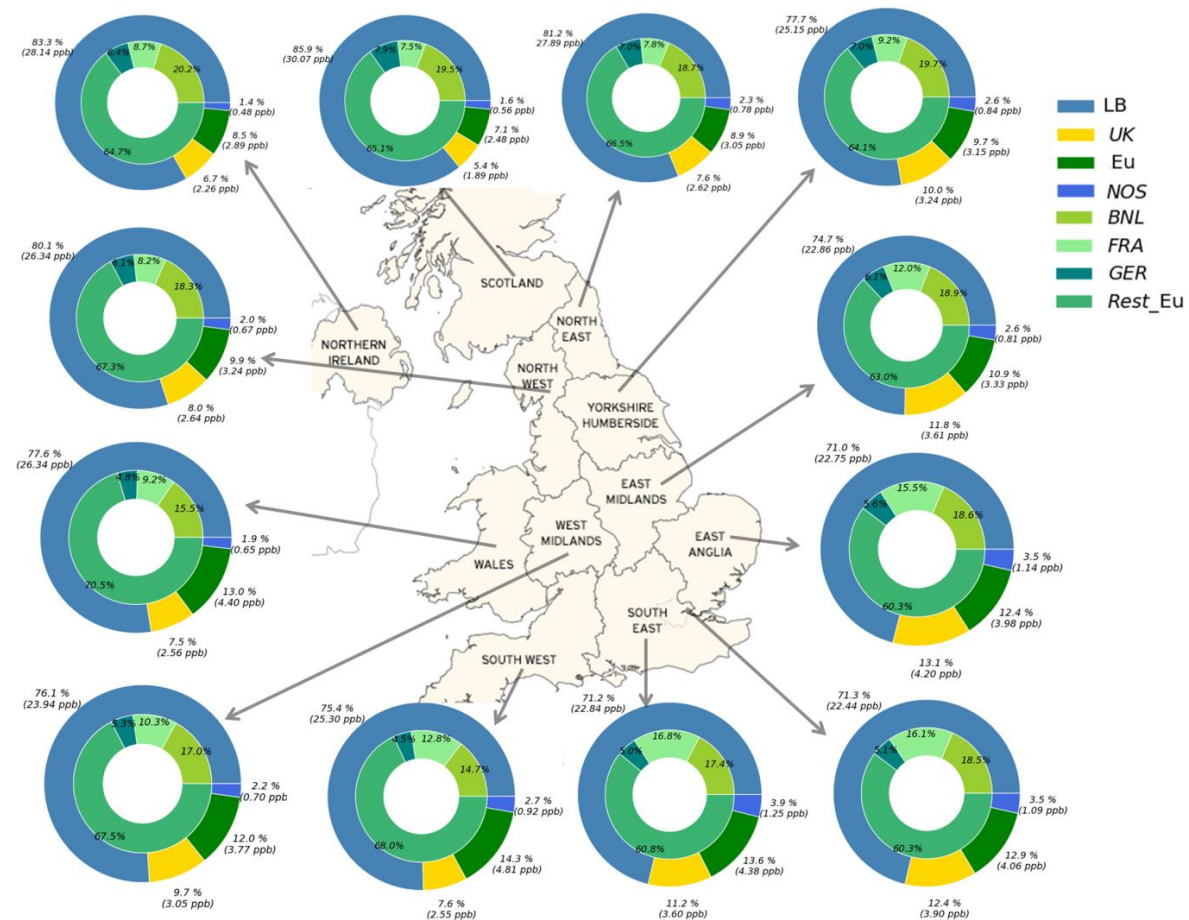 83.3 %
(28.14 ppb)
6.4%
8.7%
20.2%
64.7%
1.4 %
(0.48 ppb)
8.5 %
(2.89 ppb)
6.7 %
(2.26 ppb)
85.9 %
(30.07 ppb)
7.9%
7.5%
19.5%
65.1%
1.6 %
(0.56 ppb)
7.1 %
(2.48 ppb)
5.4 %
(1.89 ppb)
81.2 %
(27.89 ppb)
7.0%
7.8%
18.7%
66.5%
2.3 %
(0.78 ppb)
8.9 %
(3.05 ppb)
7.6 %
(2.62 ppb)
77.7 %
(25.15 ppb)
7.0%
9.2%
19.7%
64.1%
2.6 %
(0.84 ppb)
9.7 %
(3.15 ppb)
10.0 %
(3.24 ppb)
LB
UK
Eu
NOS
BNL
FRA
GER
Rest_Eu
80.1 %
(26.34 ppb)
6.1%
8.2%
18.3%
67.3%
2.0 %
(0.67 ppb)
9.9 %
(3.24 ppb)
8.0 %
(2.64 ppb)
SCOTLAND
NORTHERN
IRELAND
NORTH
EAST
NORTH
WEST
YORKSHIRE
HUMBERSIDE
EAST
MIDLANDS
WEST
MIDLANDS
WALES
EAST
ANGLIA
SOUTH
EAST
SOUTH WEST
74.7 %
(22.86 ppb)
6.1%
12.0%
18.9%
63.0%
2.6 %
(0.81 ppb)
10.9 %
(3.33 ppb)
11.8 %
(3.61 ppb)
77.6 %
(26.34 ppb)
4.8%
9.2%
15.5%
70.5%
1.9 %
(0.65 ppb)
13.0 %
(4.40 ppb)
7.5 %
(2.56 ppb)
71.0 %
(22.75 ppb)
5.6%
15.5%
18.6%
60.3%
3.5 %
(1.14 ppb)
12.4 %
(3.98 ppb)
13.1 %
(4.20 ppb)
76.1 %
(23.94 ppb)
5.3%
10.3%
17.0%
67.5%
2.2 %
(0.70 ppb)
12.0 %
(3.77 ppb)
9.7 %
(3.05 ppb)
75.4 %
(25.30 ppb)
4.5%
12.8%
14.7%
68.0%
2.7 %
(0.92 ppb)
14.3 %
(4.81 ppb)
7.6 %
(2.55 ppb)
71.2 %
(22.84 ppb)
5.0%
16.8%
17.4%
60.8%
3.9 %
(1.25 ppb)
13.6 %
(4.38 ppb)
11.2 %
(3.60 ppb)
71.3 %
(22.44 ppb)
5.1%
16.1%
18.5%
60.3%
3.5 %
(1.09 ppb)
12.9 %
(4.06 ppb)
12.4 %
(3.90 ppb)